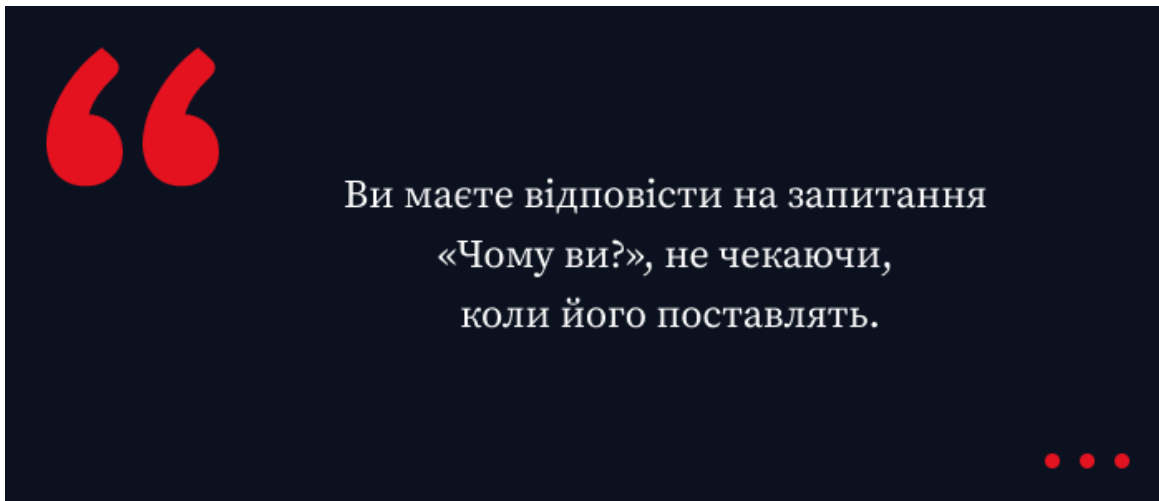 Ви маєте відповісти на запитання
«Чому ви?», не чекаючи,
коли його поставлять.